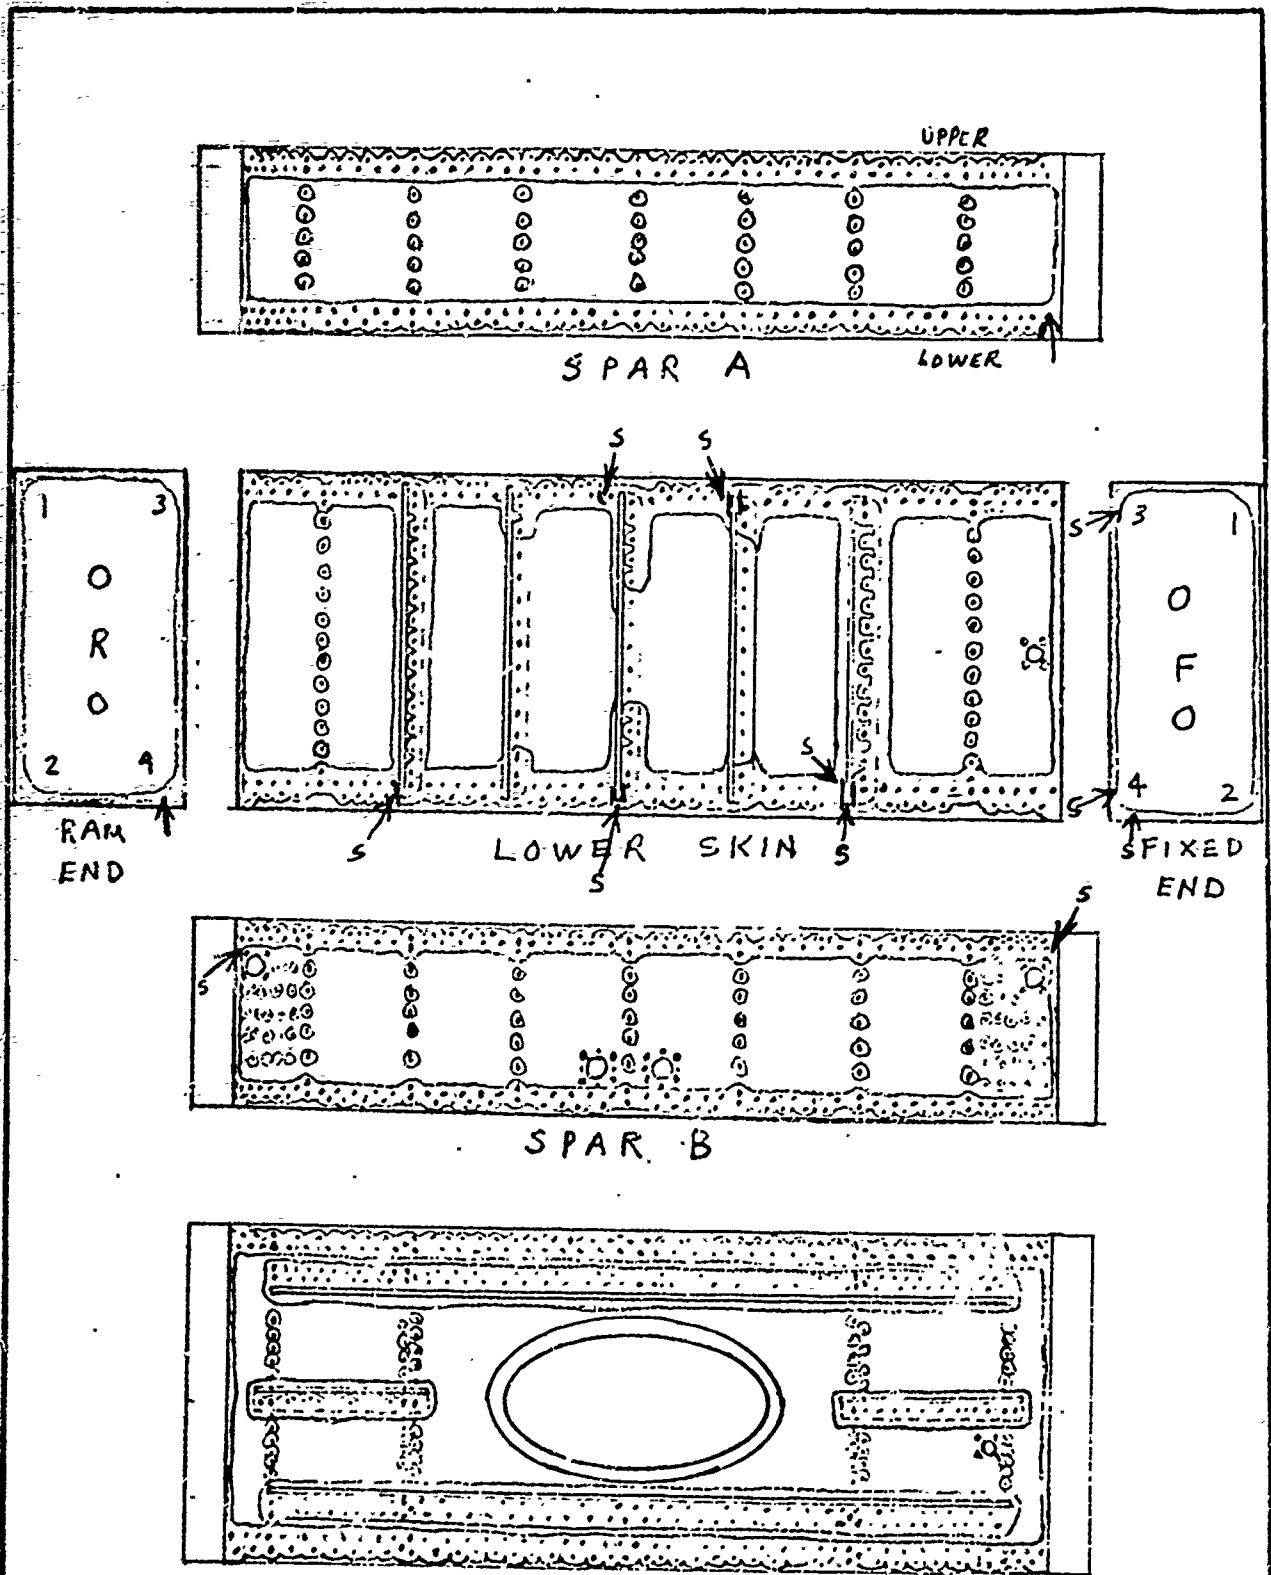 UPPER
LOWER
SPAR A
S S
1 3
O
R
O
2 4
RAM
END
S
3 1
O
F
O
4 2
S
S FIXED
END
S
S
S
S
LOWER SKIN
S
S
SPAR B